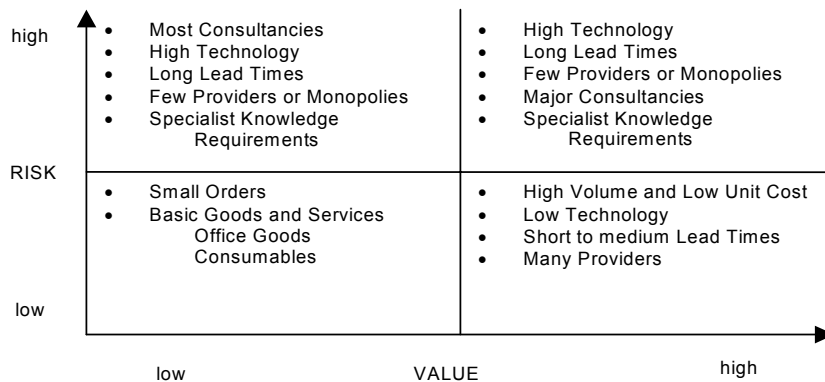 high
• Most Consultancies
• High Technology
• Long Lead Times
• Few Providers or Monopolies
• Specialist Knowledge
Requirements
• High Technology
• Long Lead Times
• Few Providers or Monopolies
• Major Consultancies
• Specialist Knowledge
Requirements
RISK
• Small Orders
• Basic Goods and Services
Office Goods
Consumables
• High Volume and Low Unit Cost
• Low Technology
• Short to medium Lead Times
• Many Providers
low
low
VALUE
high